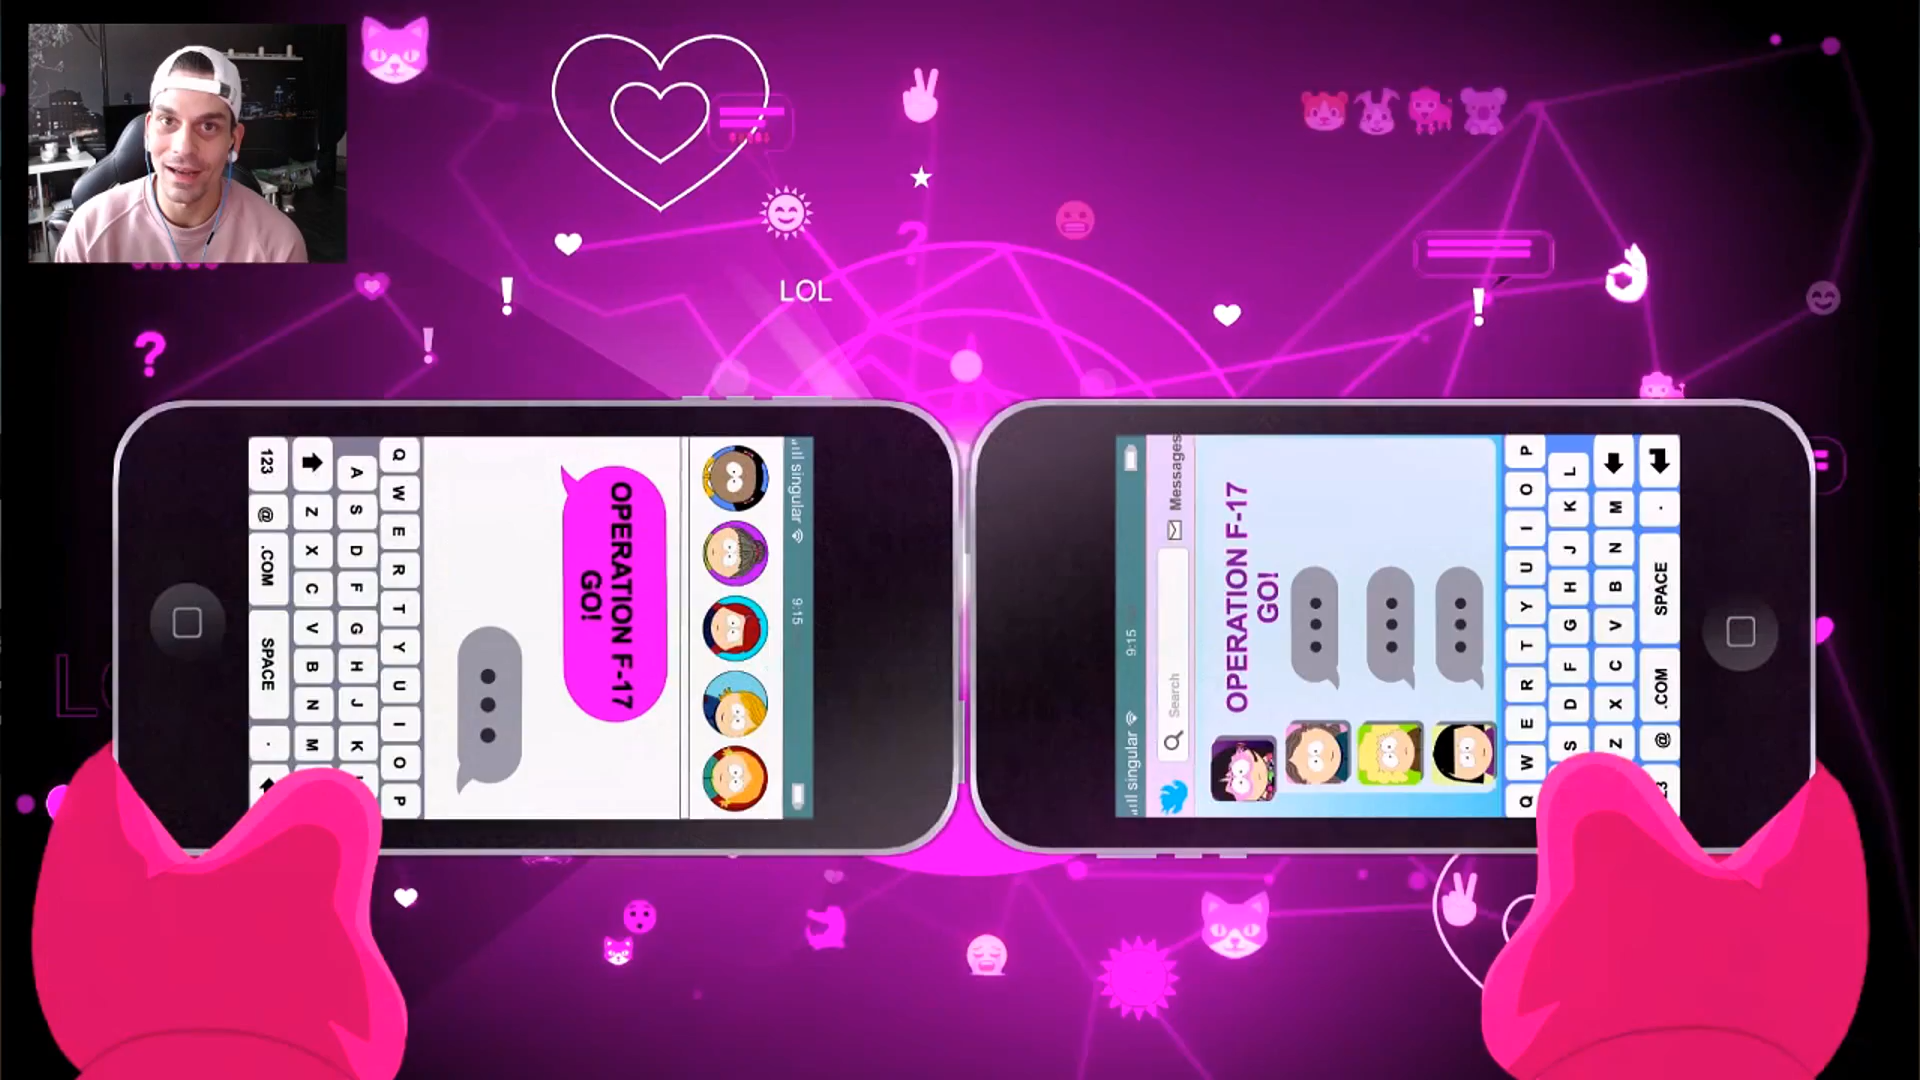 LOL
singular
9:15
OPERATION F-17
GO!
Q W E R T Y U I O P
A S D F G H J K
Z X C V B N M
123 @ .COM SPACE .
singular
9:15
Search
Messages
OPERATION F-17
GO!
Q W E R T Y U I O P
S D F G H J K L
Z X C V B N M
3 @ .COM SPACE .